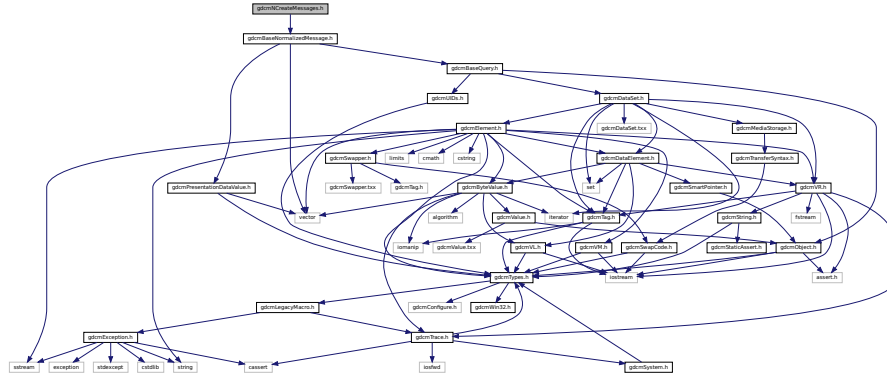 gdcmNCreateMessages.h
gdcmBaseNormalizedMessage.h
gdcmBaseQuery.h
gdcmUIDs.h
gdcmDataSet.h
gdcmElement.h
gdcmDataSet.txx
gdcmMediaStorage.h
gdcmSwapper.h
limits
cmath
cstring
gdcmDataElement.h
gdcmTransferSyntax.h
gdcmPresentationDataValue.h
gdcmSwapper.txx
gdcmTag.h
gdcmByteValue.h
set
gdcmSmartPointer.h
gdcmVR.h
vector
algorithm
gdcmValue.h
iterator
gdcmTag.h
gdcmString.h
fstream
iomanip
gdcmValue.txx
gdcmVL.h
gdcmVM.h
gdcmSwapCode.h
gdcmStaticAssert.h
gdcmObject.h
gdcmTypes.h
iostream
assert.h
gdcmLegacyMacro.h
gdcmConfigure.h
gdcmWin32.h
gdcmException.h
gdcmTrace.h
sstream
exception
stdexcept
cstdlib
string
cassert
iosfwd
gdcmSystem.h